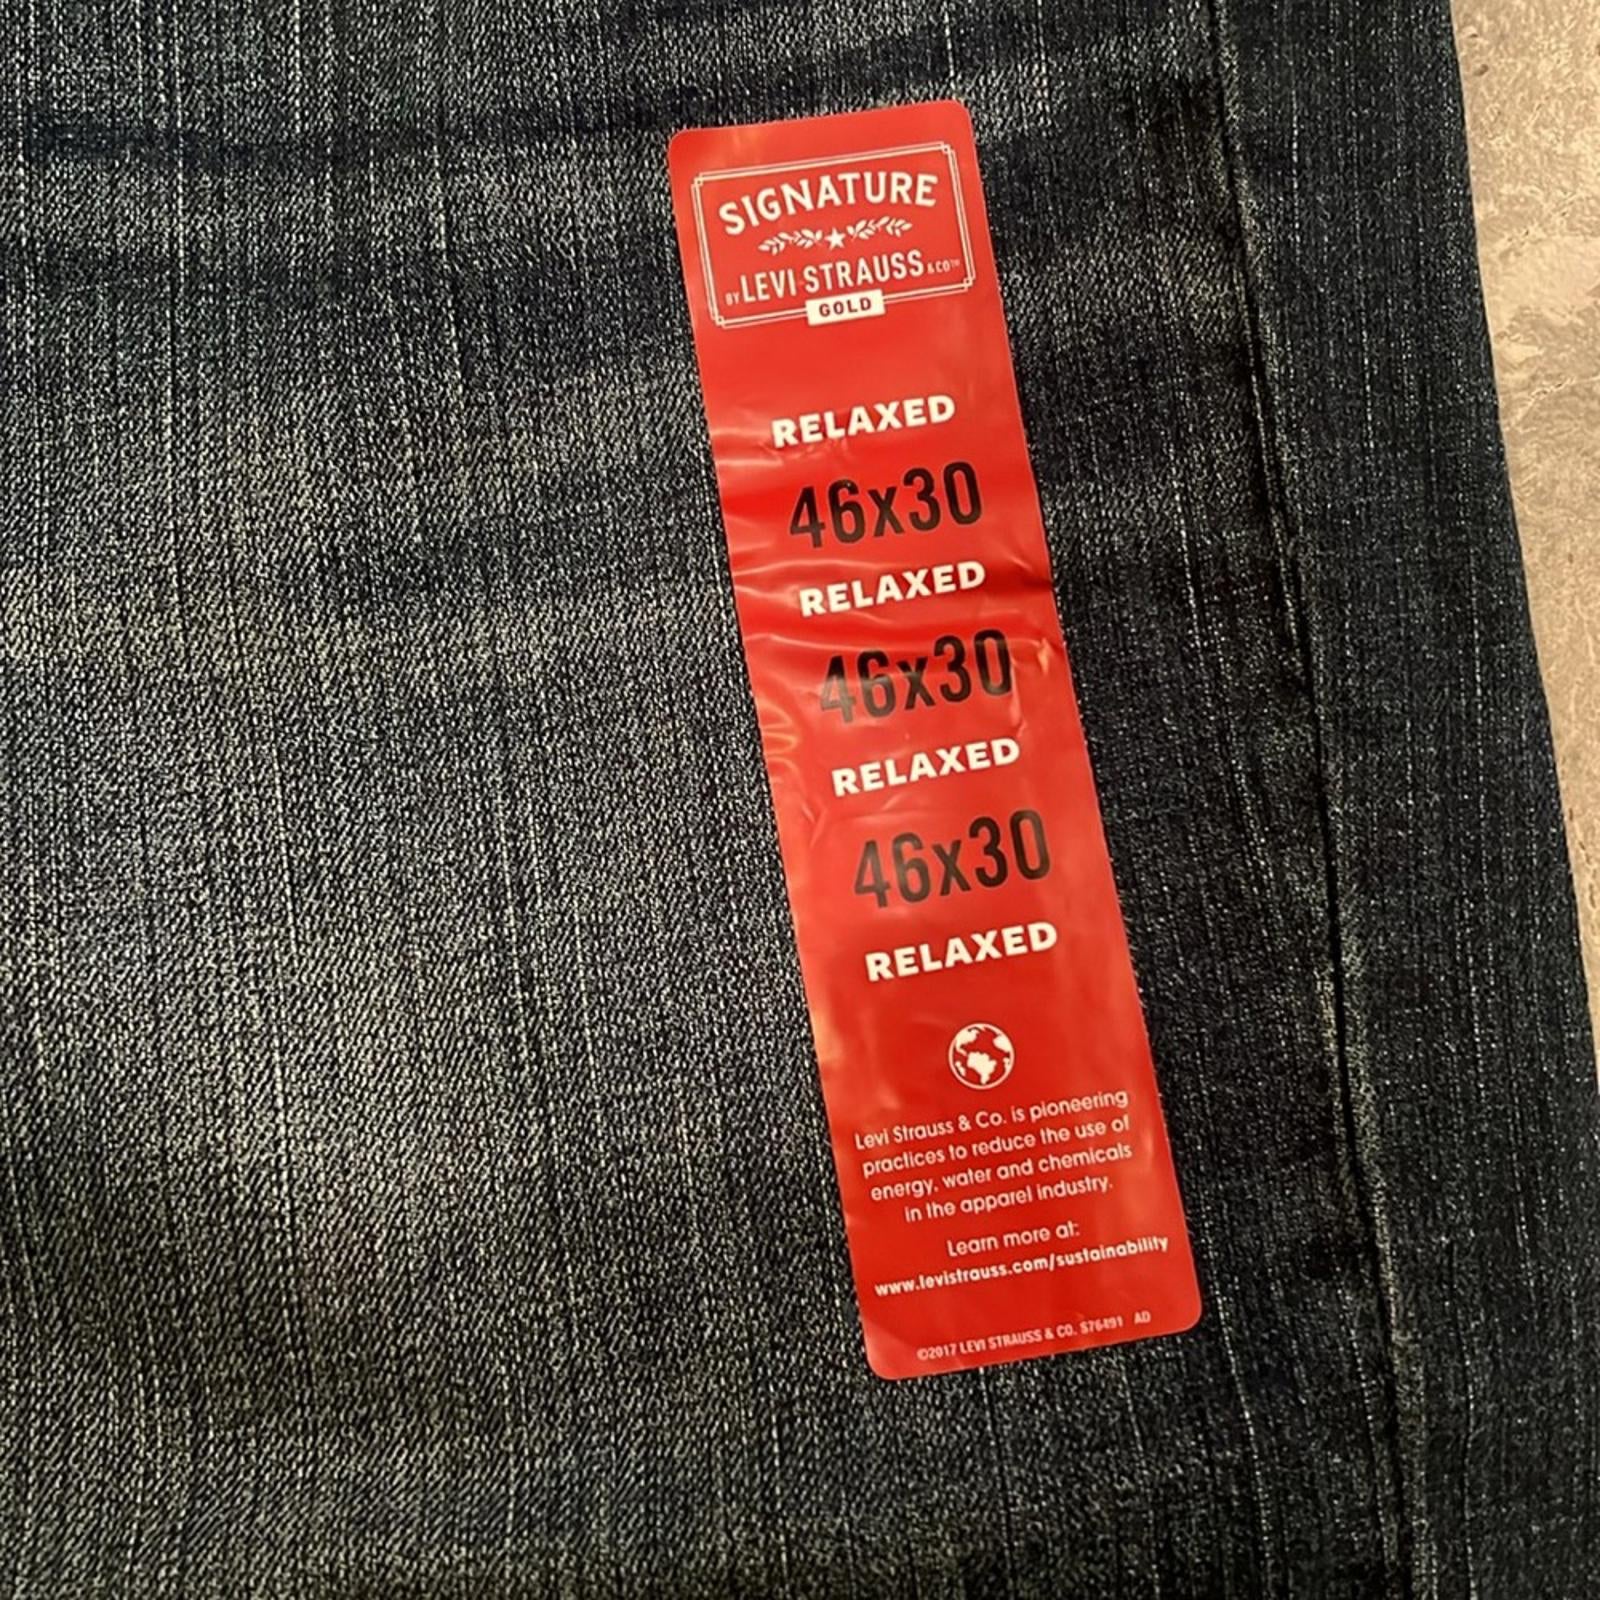 SIGNATURE
BY LEVI STRAUSS & CO™
GOLD
RELAXED
46x30
RELAXED
46x30
RELAXED
46x30
RELAXED
Levi Strauss & Co. is pioneering
practices to reduce the use of
energy, water and chemicals
in the apparel industry.
Learn more at:
www.levistrauss.com/sustainability
©2017 LEVI STRAUSS & CO. S76491 AD